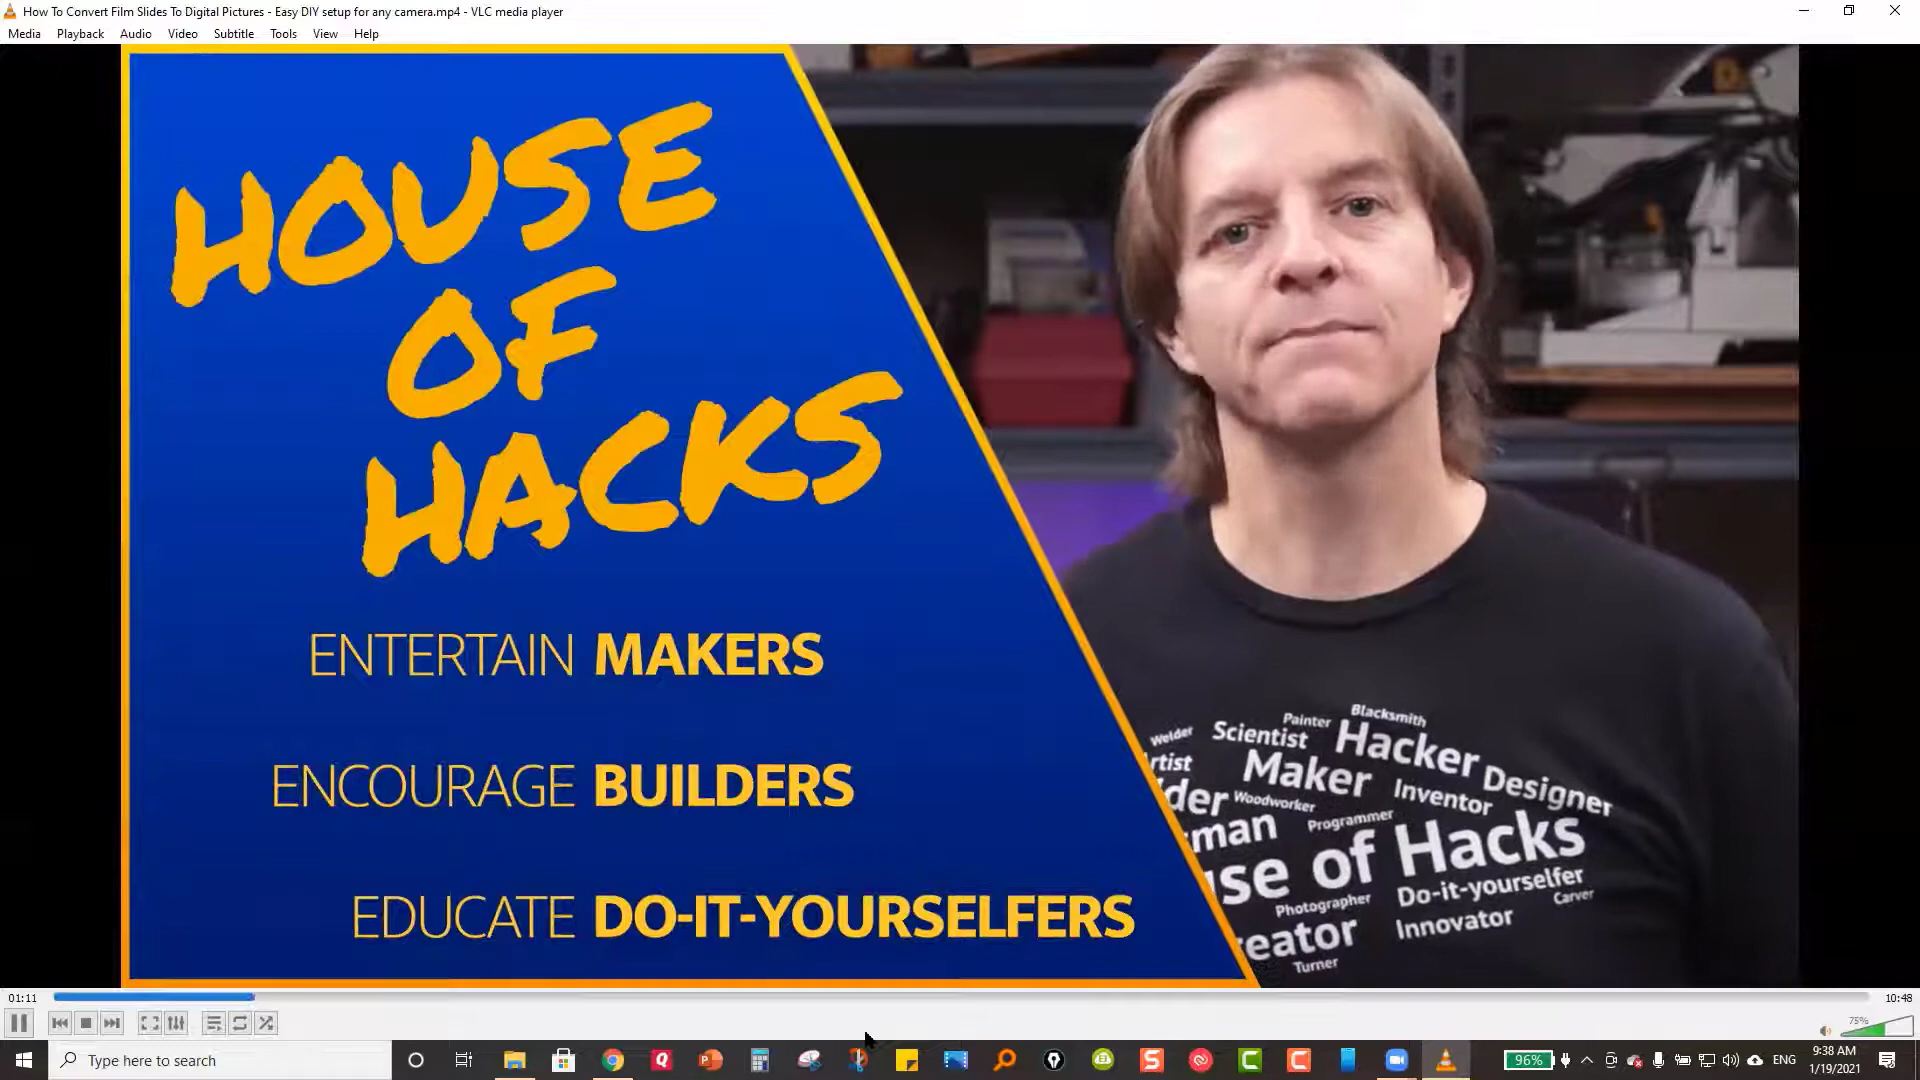 How To Convert Film Slides To Digital Pictures - Easy DIY setup for any camera.mp4 - VLC media player
Media Playback Audio Video Subtitle Tools View Help
HOUSE
OF
HACKS
ENTERTAIN MAKERS
ENCOURAGE BUILDERS
EDUCATE DO-IT-YOURSELFERS
Blacksmith
Painter
Welder Scientist Hacker
rtist Maker Designer
der Woodworker Inventor
man Programmer
use of Hacks
Photographer Do-it-yourselfer
Carver
reator Innovator
Turner
01:11 10:48
75%
Type here to search
96% ENG 9:38 AM
1/19/2021